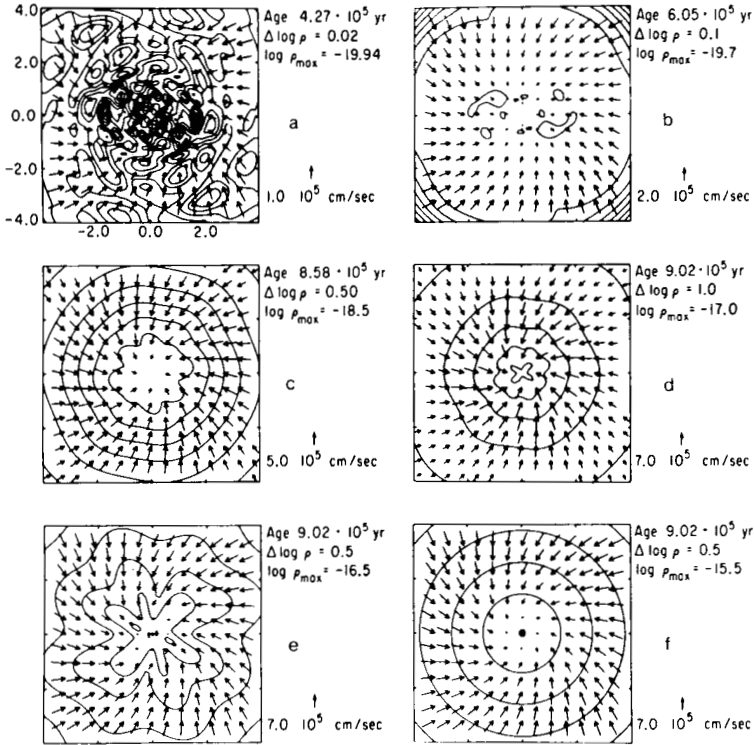 4.0
2.0
0.0
-2.0
-4.0
-2.0 0.0 2.0
Age 4.27 · 10⁵ yr
Δ log ρ = 0.02
log ρmax = -19.94
a
↑
1.0 10⁵ cm/sec
Age 6.05 · 10⁵ yr
Δ log ρ = 0.1
log ρmax = -19.7
b
↑
2.0 10⁵ cm/sec
Age 8.58 · 10⁵ yr
Δ log ρ = 0.50
log ρmax = -18.5
c
↑
5.0 10⁵ cm/sec
Age 9.02 · 10⁵ yr
Δ log ρ = 1.0
log ρmax = -17.0
d
↑
7.0 10⁵ cm/sec
Age 9.02 · 10⁵ yr
Δ log ρ = 0.5
log ρmax = -16.5
e
↑
7.0 10⁵ cm/sec
Age 9.02 · 10⁵ yr
Δ log ρ = 0.5
log ρmax = -15.5
f
↑
7.0 10⁵ cm/sec